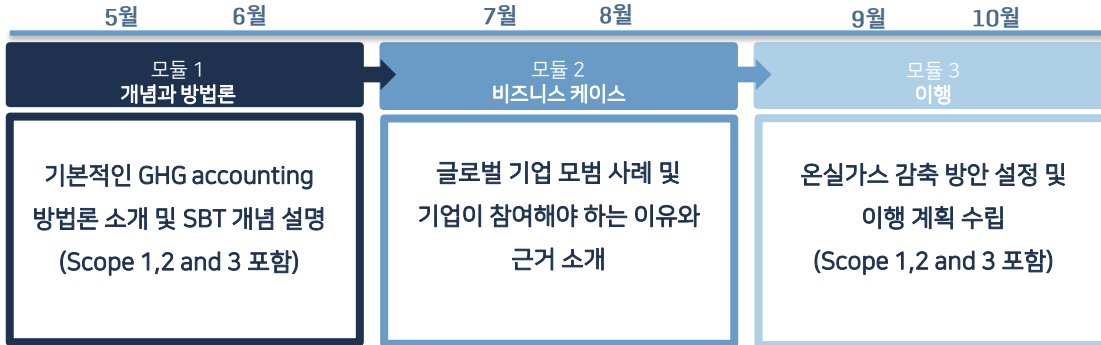 5월 6월 7월 8월 9월 10월
모듈 1
개념과 방법론
기본적인 GHG accounting
방법론 소개 및 SBT 개념 설명
(Scope 1,2 and 3 포함)
모듈 2
비즈니스 케이스
글로벌 기업 모범 사례 및
기업이 참여해야 하는 이유와
근거 소개
모듈 3
이행
온실가스 감축 방안 설정 및
이행 계획 수립
(Scope 1,2 and 3 포함)